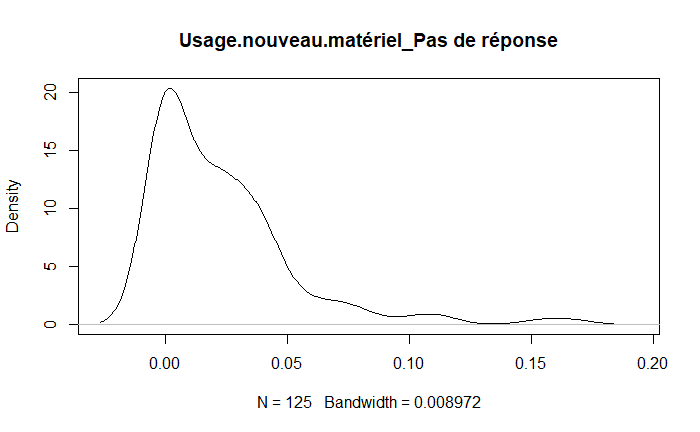 Usage.nouveau.matériel_Pas de réponse
Density
20
15
10
5
0
0.00 0.05 0.10 0.15 0.20
N = 125 Bandwidth = 0.008972